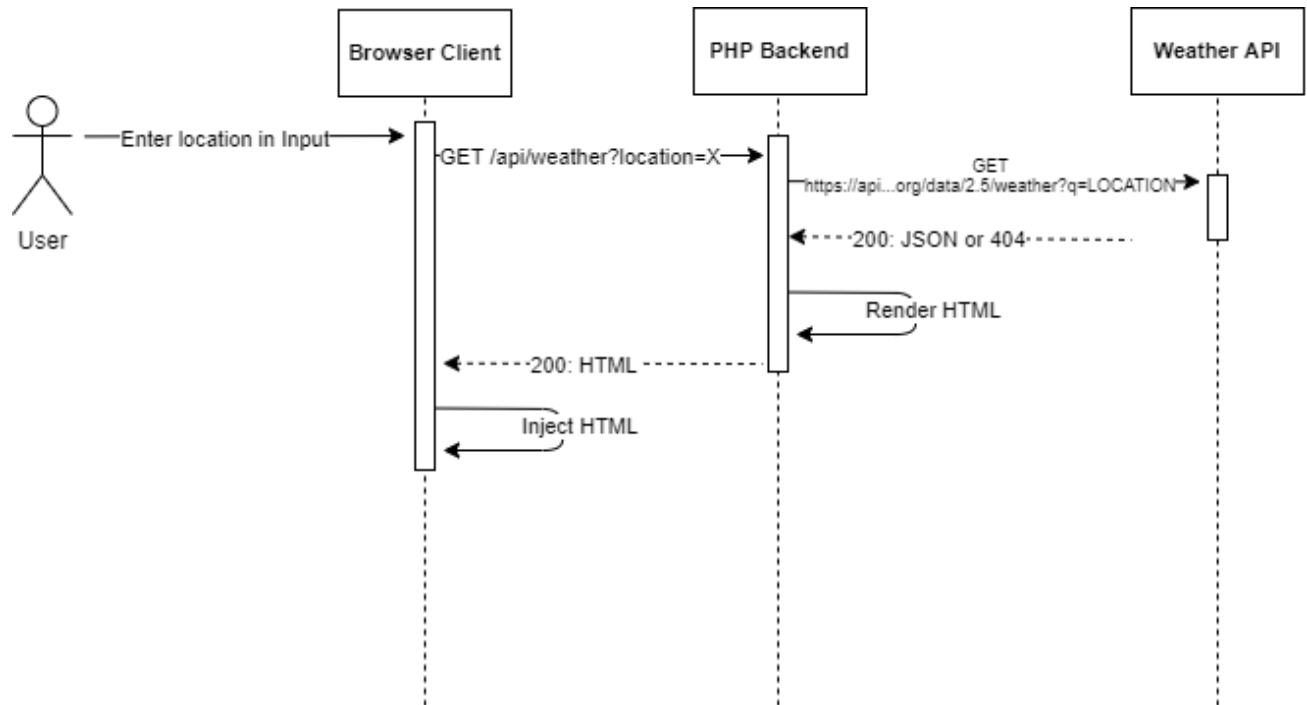 Browser Client
PHP Backend
Weather API
Enter location in Input
GET /api/weather?location=X
GET
https://api...org/data/2.5/weather?q=LOCATION
User
200: JSON or 404
Render HTML
200: HTML
Inject HTML